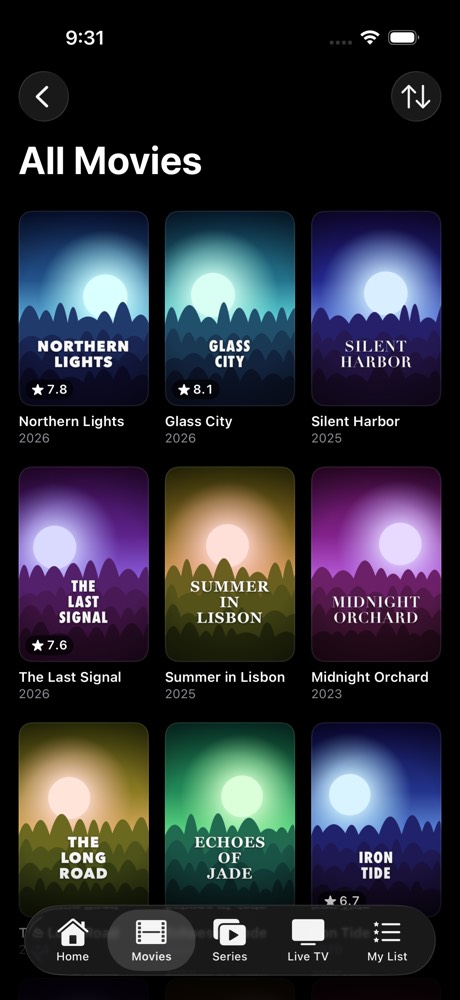 9:31
All Movies
NORTHERN
LIGHTS
7.8
GLASS
CITY
8.1
SILENT
HARBOR
Northern Lights
2026
Glass City
2026
Silent Harbor
2025
THE
LAST
SIGNAL
7.6
SUMMER
IN
LISBON
MIDNIGHT
ORCHARD
The Last Signal
2026
Summer in Lisbon
2025
Midnight Orchard
2023
THE
LONG
ROAD
ECHOES
OF
JADE
IRON
TIDE
6.7
Home
Movies
Series
Live TV
My List